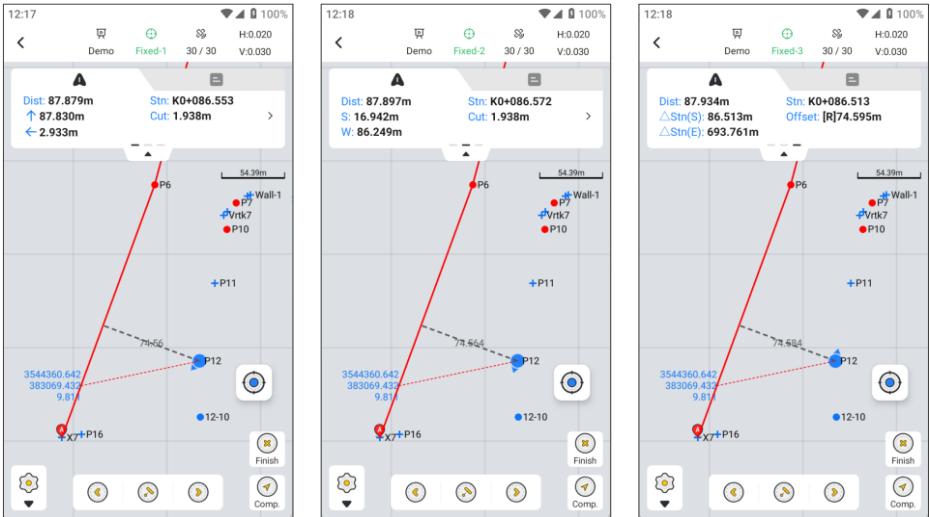 12:17
100%
Demo
Fixed-1
30 / 30
H:0.020
V:0.030
Dist: 87.879m
Stn: K0+086.553
↑ 87.830m
Cut: 1.938m
← 2.933m
54.39m
P6
Wall-1
P7
Vrtk7
P10
P11
74.56
P12
3544360.642
383069.432
9.811
12-10
A
X7
P16
Finish
Comp.
12:18
100%
Demo
Fixed-2
30 / 30
H:0.020
V:0.030
Dist: 87.897m
Stn: K0+086.572
S: 16.942m
Cut: 1.938m
W: 86.249m
54.39m
P6
Wall-1
P7
Vrtk7
P10
P11
74.564
P12
3544360.642
383069.432
9.811
12-10
A
X7
P16
Finish
Comp.
12:18
100%
Demo
Fixed-3
30 / 30
H:0.020
V:0.030
Dist: 87.934m
Stn: K0+086.513
△Stn(S): 86.513m
Offset: [R]74.595m
△Stn(E): 693.761m
54.39m
P6
Wall-1
P7
Vrtk7
P10
P11
74.584
P12
3544360.642
383069.432
9.811
12-10
A
X7
P16
Finish
Comp.